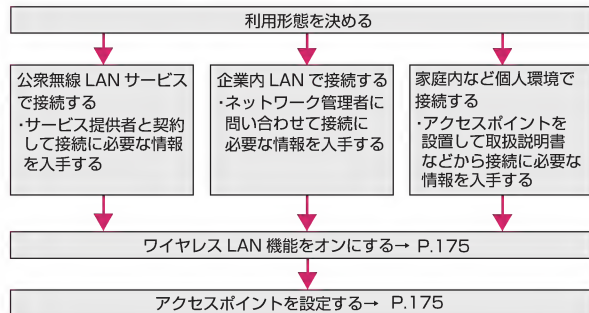 利用形態を決める
公衆無線 LAN サービス
で接続する
・サービス提供者と契約
して接続に必要な情報
を入手する
企業内 LAN で接続する
・ネットワーク管理者に
問い合わせて接続に
必要な情報を入手する
家庭内など個人環境で
接続する
・アクセスポイントを
設置して取扱説明書
などから接続に必要な
情報を入手する
ワイヤレス LAN 機能をオンにする→ P.175
アクセスポイントを設定する→ P.175